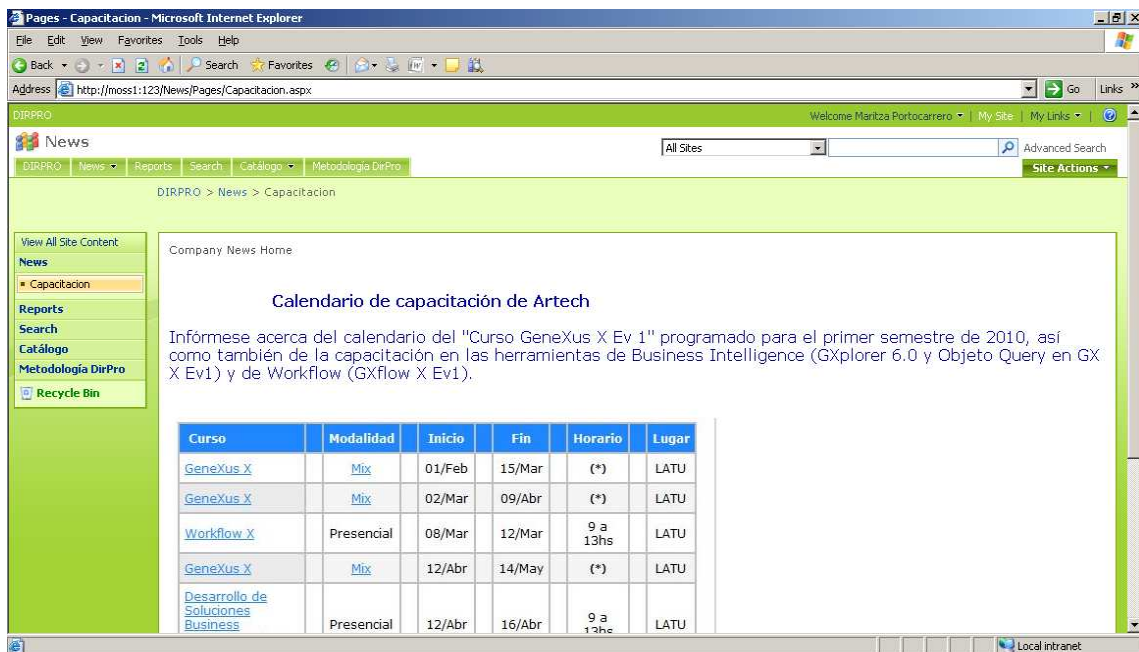 Pages - Capacitacion - Microsoft Internet Explorer
File Edit View Favorites Tools Help
Back Search Favorites
Address http://moss1:123/News/Pages/Capacitacion.aspx Go Links »
DIRPRO Welcome Maritza Portocarrero | My Site | My Links |
News All Sites Advanced Search
DIRPRO News Reports Search Catálogo Metodología DirPro Site Actions
DIRPRO > News > Capacitacion
View All Site Content
News
Capacitacion
Reports
Search
Catálogo
Metodología DirPro
Recycle Bin
Company News Home
Calendario de capacitación de Artech
Infórmese acerca del calendario del "Curso GeneXus X Ev 1" programado para el primer semestre de 2010, así
como también de la capacitación en las herramientas de Business Intelligence (GXplorer 6.0 y Objeto Query en GX
X Ev1) y de Workflow (GXflow X Ev1).
Curso Modalidad Inicio Fin Horario Lugar
GeneXus X Mix 01/Feb 15/Mar (*) LATU
GeneXus X Mix 02/Mar 09/Abr (*) LATU
Workflow X Presencial 08/Mar 12/Mar 9 a 13hs LATU
GeneXus X Mix 12/Abr 14/May (*) LATU
Desarrollo de
Soluciones
Business Presencial 12/Abr 16/Abr 9 a 13hs LATU
Local intranet